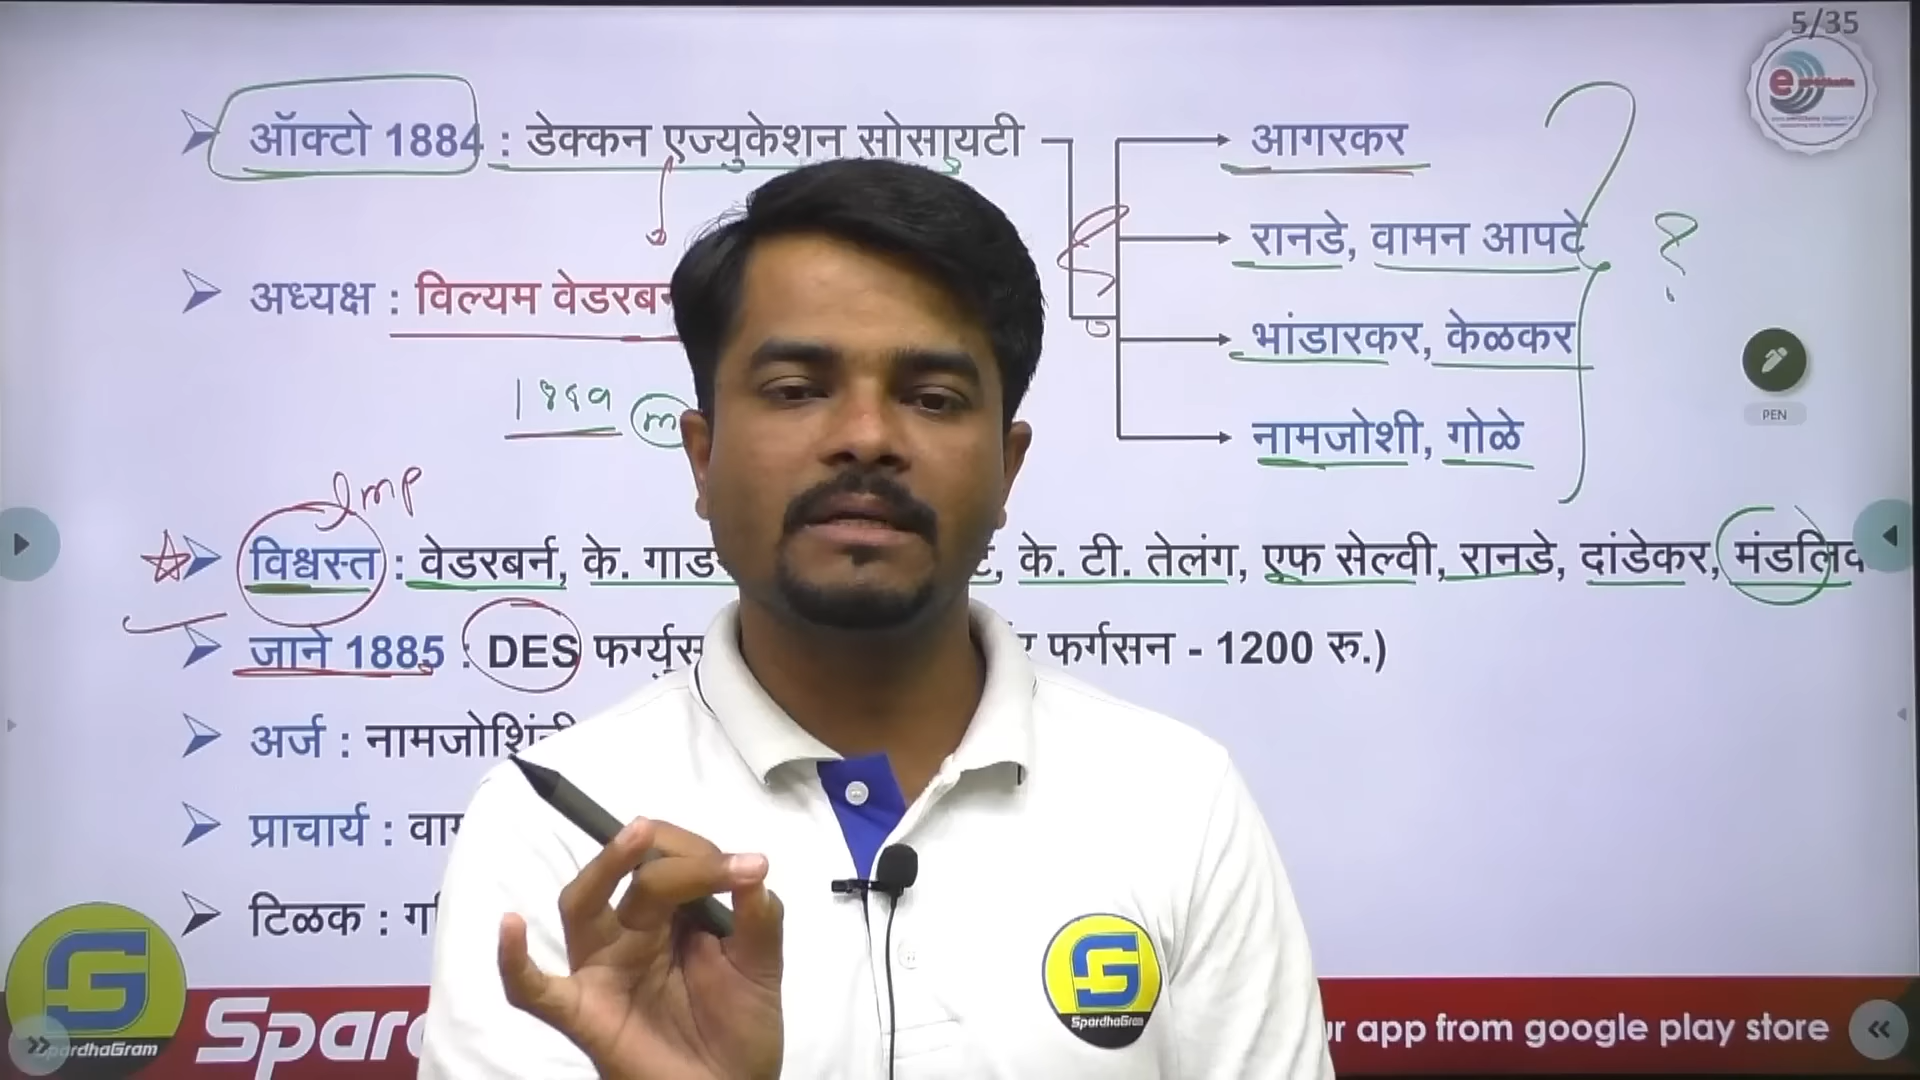 5/35
ऑक्टो 1884 : डेक्कन एज्युकेशन सोसायटी
आगरकर
रानडे, वामन आपटे
अध्यक्ष : विल्यम वेडरबर्न
भांडारकर, केळकर
PEN
नामजोशी, गोळे
Imp
विश्वस्त : वेडरबर्न, के. गाड के. टी. तेलंग, एफ सेल्वी, रानडे, दांडेकर, मंडलिक
जाने 1885 : DES फर्ग्युस फर्गसन - 1200 रु.)
अर्ज : नामजोशिं
प्राचार्य :
टिळक :
SpardhaGram
SpardhaGram
app from google play store